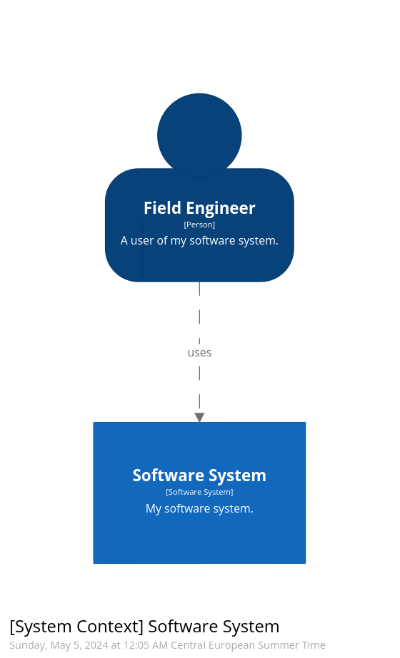 Field Engineer
[Person]
A user of my software system.
uses
Software System
[Software System]
My software system.
[System Context] Software System
Sunday, May 5, 2024 at 12:05 AM Central European Summer Time